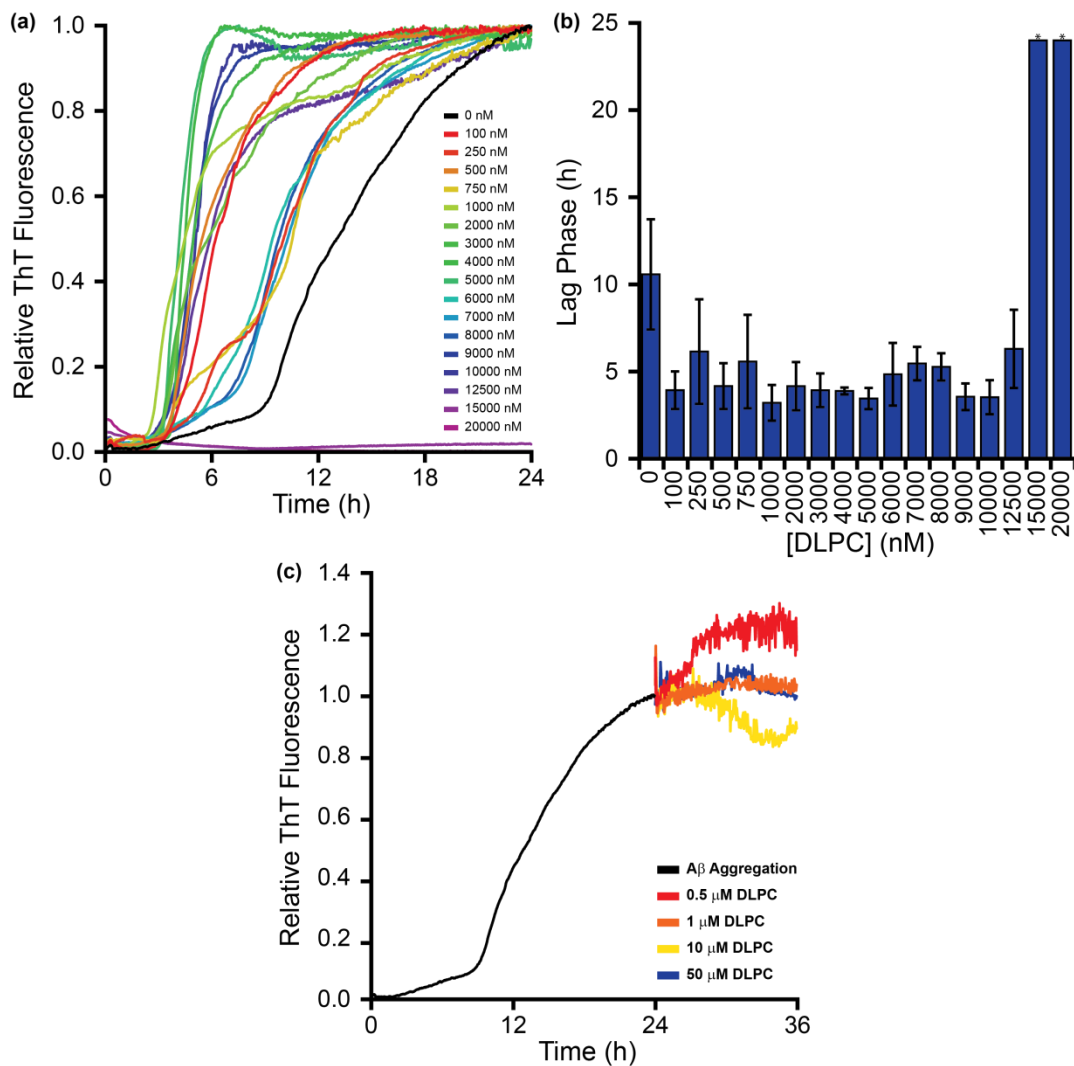 (a)
Relative ThT Fluorescence
1.0
0.8
0.6
0.4
0.2
0.0
0
6
12
18
24
Time (h)
0 nM
100 nM
250 nM
500 nM
750 nM
1000 nM
2000 nM
3000 nM
4000 nM
5000 nM
6000 nM
7000 nM
8000 nM
9000 nM
10000 nM
12500 nM
15000 nM
20000 nM
(b)
Lag Phase (h)
25
20
15
10
5
0
* *
0
100
250
500
750
1000
2000
3000
4000
5000
6000
7000
8000
9000
10000
12500
15000
20000
[DLPC] (nM)
(c)
Relative ThT Fluorescence
1.4
1.2
1.0
0.8
0.6
0.4
0.2
0.0
0
12
24
36
Time (h)
Aβ Aggregation
0.5 μM DLPC
1 μM DLPC
10 μM DLPC
50 μM DLPC